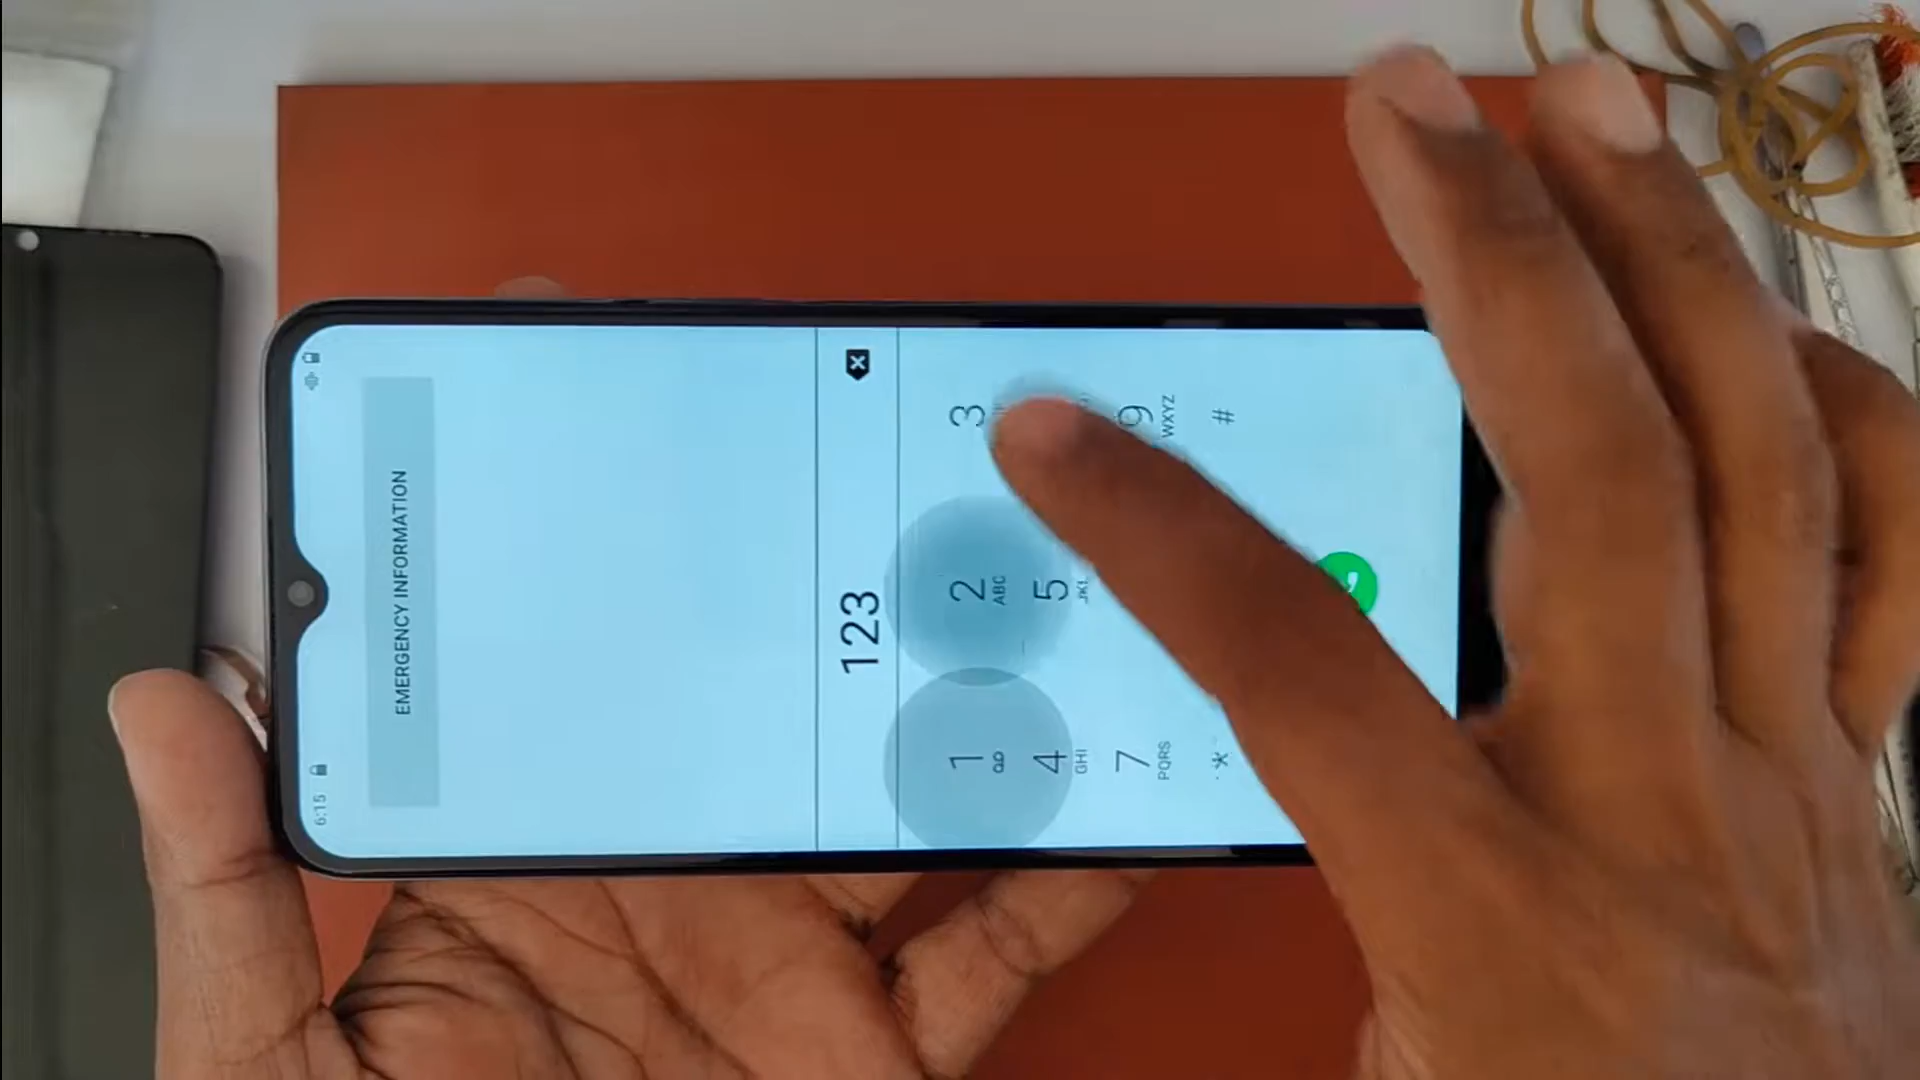 6:15
EMERGENCY INFORMATION
123
1
2 ABC
3
4 GHI
5 JKL
7 PQRS
9 WXYZ
*
#